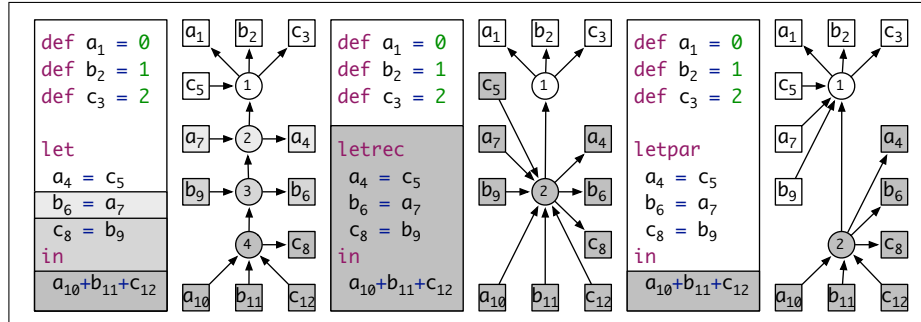 def a1 = 0
def b2 = 1
def c3 = 2
let
a4 = c5
b6 = a7
c8 = b9
in
a10+b11+c12
a1 b2 c3
c5 1
a7 2 a4
b9 3 b6
4 c8
a10 b11 c12
def a1 = 0
def b2 = 1
def c3 = 2
letrec
a4 = c5
b6 = a7
c8 = b9
in
a10+b11+c12
a1 b2 c3
c5 1
a7 a4
b9 2 b6
c8
a10 b11 c12
def a1 = 0
def b2 = 1
def c3 = 2
letpar
a4 = c5
b6 = a7
c8 = b9
in
a10+b11+c12
a1 b2 c3
c5 1
a7 a4
b9 b6
2 c8
a10 b11 c12